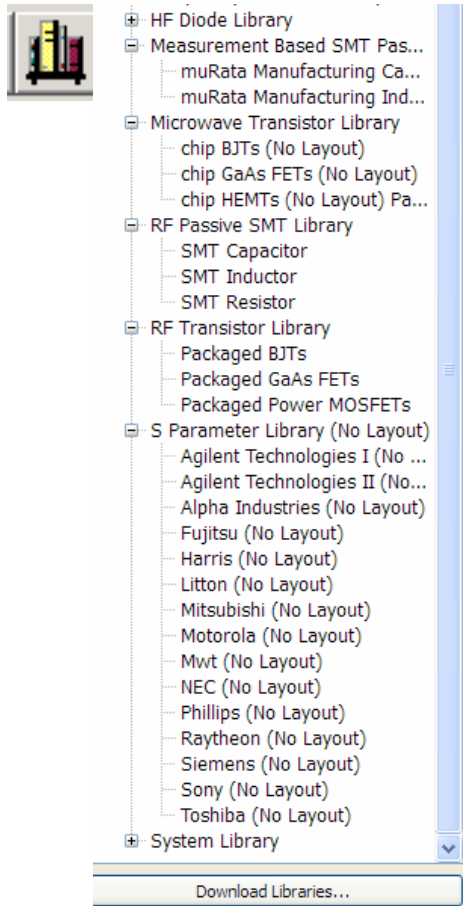 HF Diode Library
Measurement Based SMT Pas...
muRata Manufacturing Ca...
muRata Manufacturing Ind...
Microwave Transistor Library
chip BJTs (No Layout)
chip GaAs FETs (No Layout)
chip HEMTs (No Layout) Pa...
RF Passive SMT Library
SMT Capacitor
SMT Inductor
SMT Resistor
RF Transistor Library
Packaged BJTs
Packaged GaAs FETs
Packaged Power MOSFETs
S Parameter Library (No Layout)
Agilent Technologies I (No ...
Agilent Technologies II (No...
Alpha Industries (No Layout)
Fujitsu (No Layout)
Harris (No Layout)
Litton (No Layout)
Mitsubishi (No Layout)
Motorola (No Layout)
Mwt (No Layout)
NEC (No Layout)
Phillips (No Layout)
Raytheon (No Layout)
Siemens (No Layout)
Sony (No Layout)
Toshiba (No Layout)
System Library
Download Libraries...